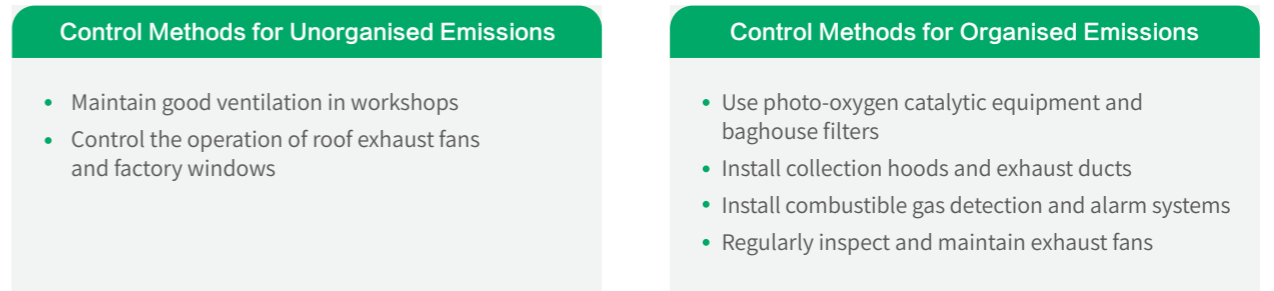 Control Methods for Unorganised Emissions
• Maintain good ventilation in workshops
• Control the operation of roof exhaust fans
and factory windows
Control Methods for Organised Emissions
• Use photo-oxygen catalytic equipment and
baghouse filters
• Install collection hoods and exhaust ducts
• Install combustible gas detection and alarm systems
• Regularly inspect and maintain exhaust fans